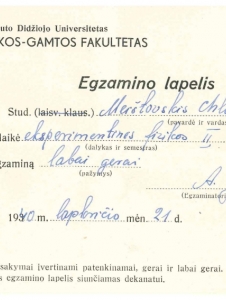 uto Didžiojo Universitetas
KOS-GAMTOS FAKULTETAS
Egzamino lapelis
Stud. (laisv. klaus.)
vardė ir varda
laikė eksperimentinės fizikos II
(dalykas ir semestras)
egzaminą labai gerai
(pažymys)
A.
(Egzaminator
1940 m. lapkričio mėn. 21 d.
sakymai įvertinami patenkinamai, gerai ir labai gerai.
s egzamino lapelis siunčiamas dekanatui.